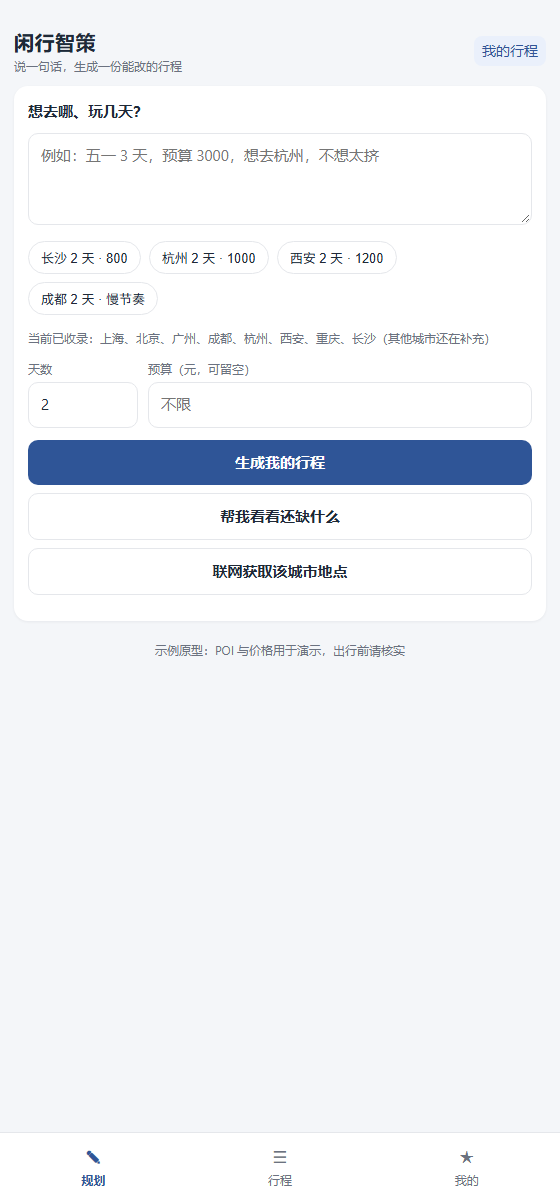 闲行智策
说一句话，生成一份能改的行程
我的行程
想去哪、玩几天？
例如：五一 3 天，预算 3000，想去杭州，不想太挤
长沙 2 天 · 800
杭州 2 天 · 1000
西安 2 天 · 1200
成都 2 天 · 慢节奏
当前已收录：上海、北京、广州、成都、杭州、西安、重庆、长沙（其他城市还在补充）
天数
预算（元，可留空）
2
不限
生成我的行程
帮我看看还缺什么
联网获取该城市地点
示例原型：POI 与价格用于演示，出行前请核实
规划
行程
我的